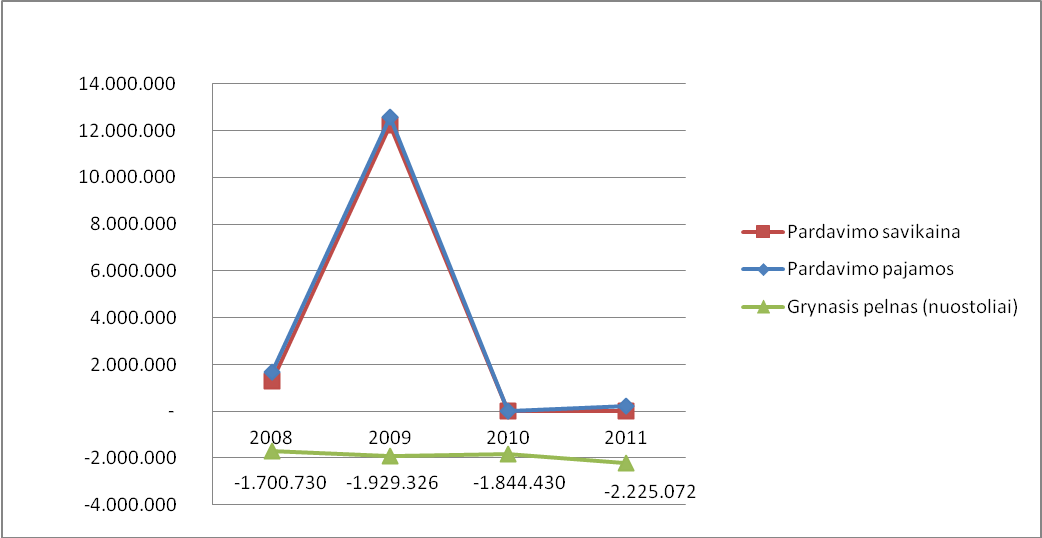 14.000.000
12.000.000
10.000.000
8.000.000
6.000.000
4.000.000
2.000.000
-
-2.000.000
-4.000.000
2008 2009 2010 2011
-1.700.730 -1.929.326 -1.844.430 -2.225.072
Pardavimo savikaina
Pardavimo pajamos
Grynasis pelnas (nuostoliai)